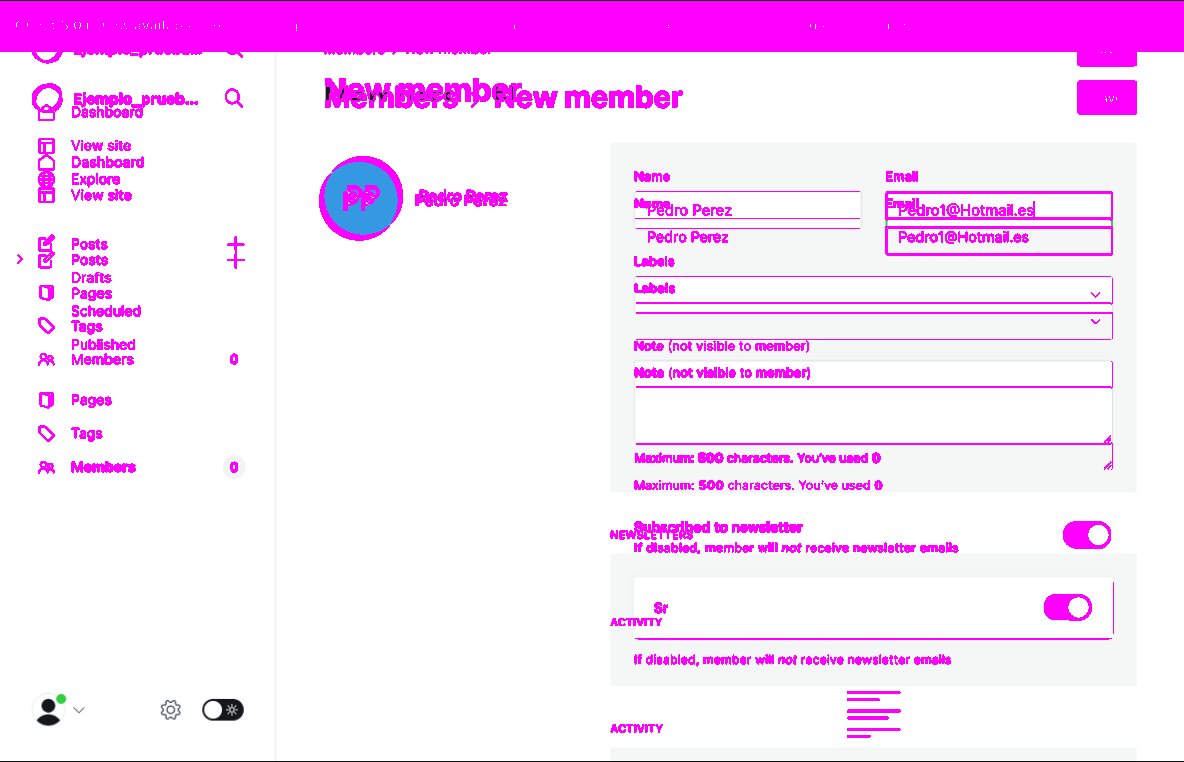 Ejemplo_prueba...
Members › New member
Ejemplo_prueb...
Dashboard
View site
Dashboard
Explore
View site
Posts
Posts
Drafts
Pages
Scheduled
Tags
Published
Members 0
Pages
Tags
Members 0
New member
Members › New member
PP
Pedro Perez
Pedro Perez
Name Email
Name Email
Pedro Perez Pedro1@Hotmail.es
Pedro Perez Pedro1@Hotmail.es
Labels
Labels
Note (not visible to member)
Note (not visible to member)
Maximum: 500 characters. You've used 0
Maximum: 500 characters. You've used 0
Subscribed to newsletter
NEWSLETTERS
If disabled, member will not receive newsletter emails
Sr
ACTIVITY
If disabled, member will not receive newsletter emails
ACTIVITY